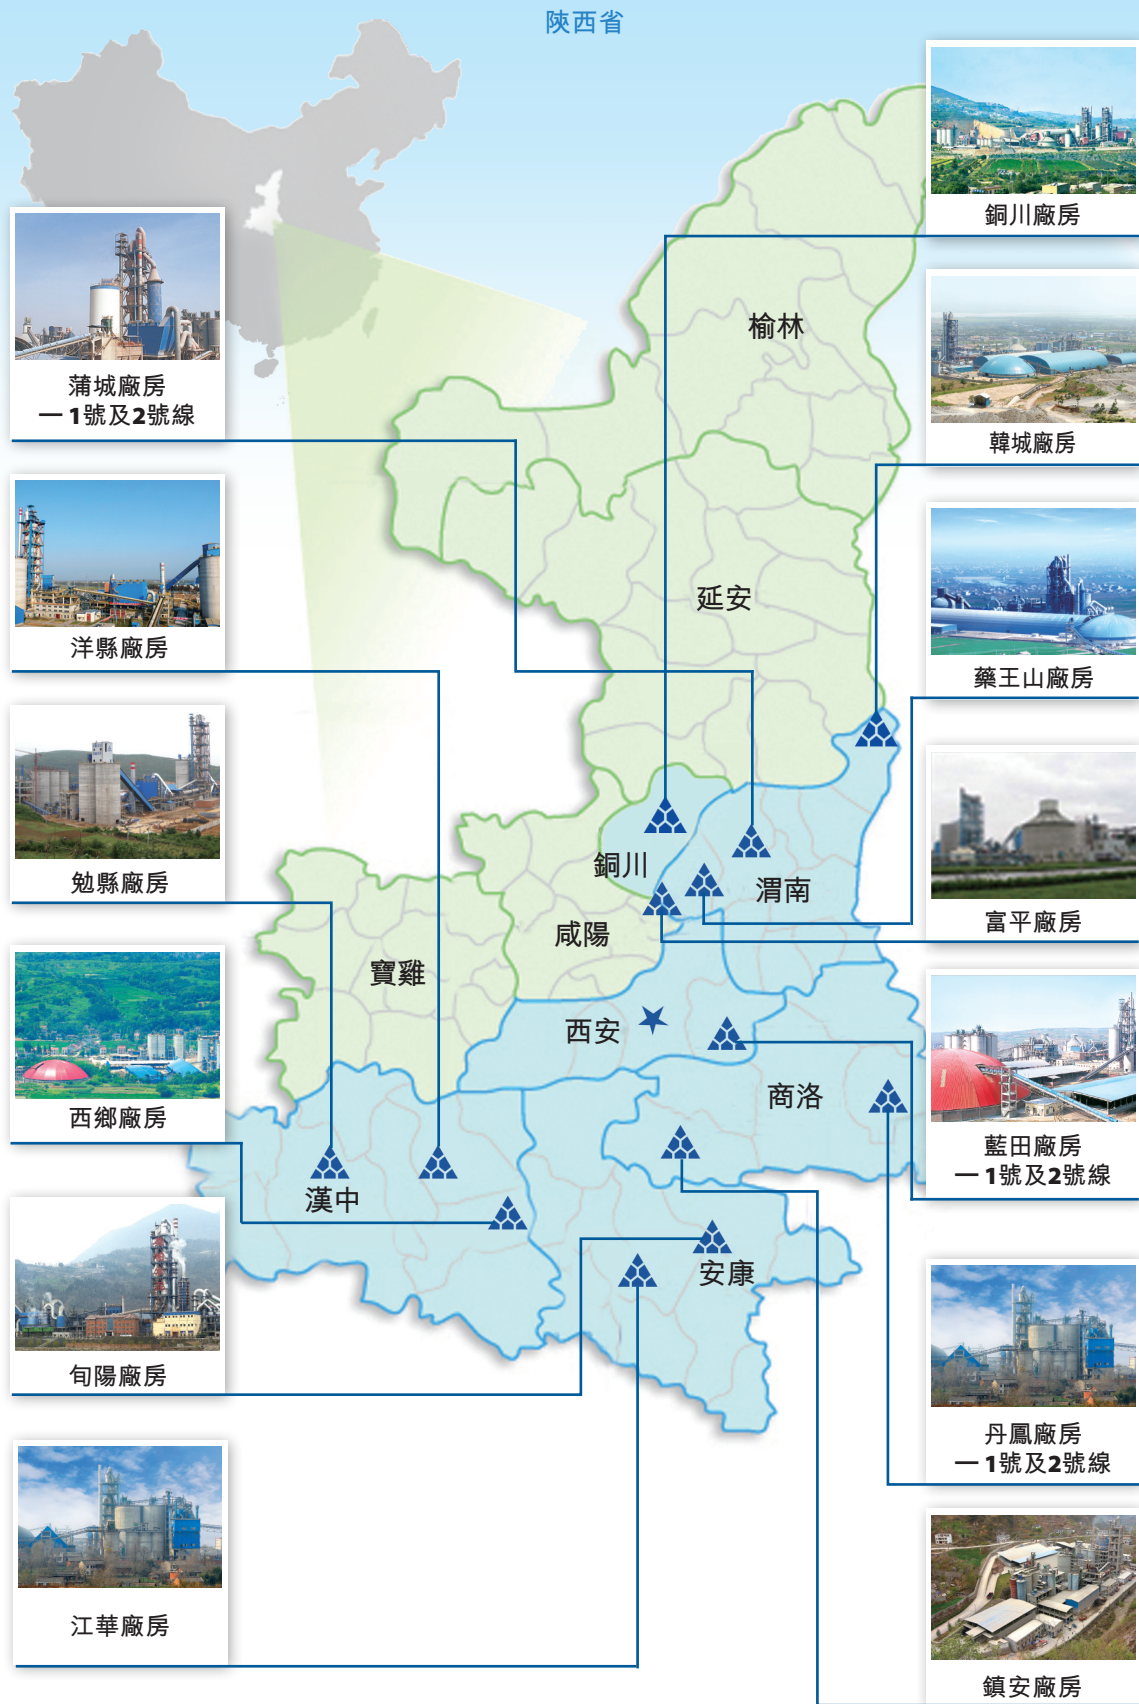 陝西省
蒲城廠房
— 1號及2號線
洋縣廠房
勉縣廠房
西鄉廠房
旬陽廠房
江華廠房
榆林
延安
銅川
渭南
咸陽
寶雞
西安
商洛
漢中
安康
銅川廠房
韓城廠房
藥王山廠房
富平廠房
藍田廠房
— 1號及2號線
丹鳳廠房
— 1號及2號線
鎮安廠房